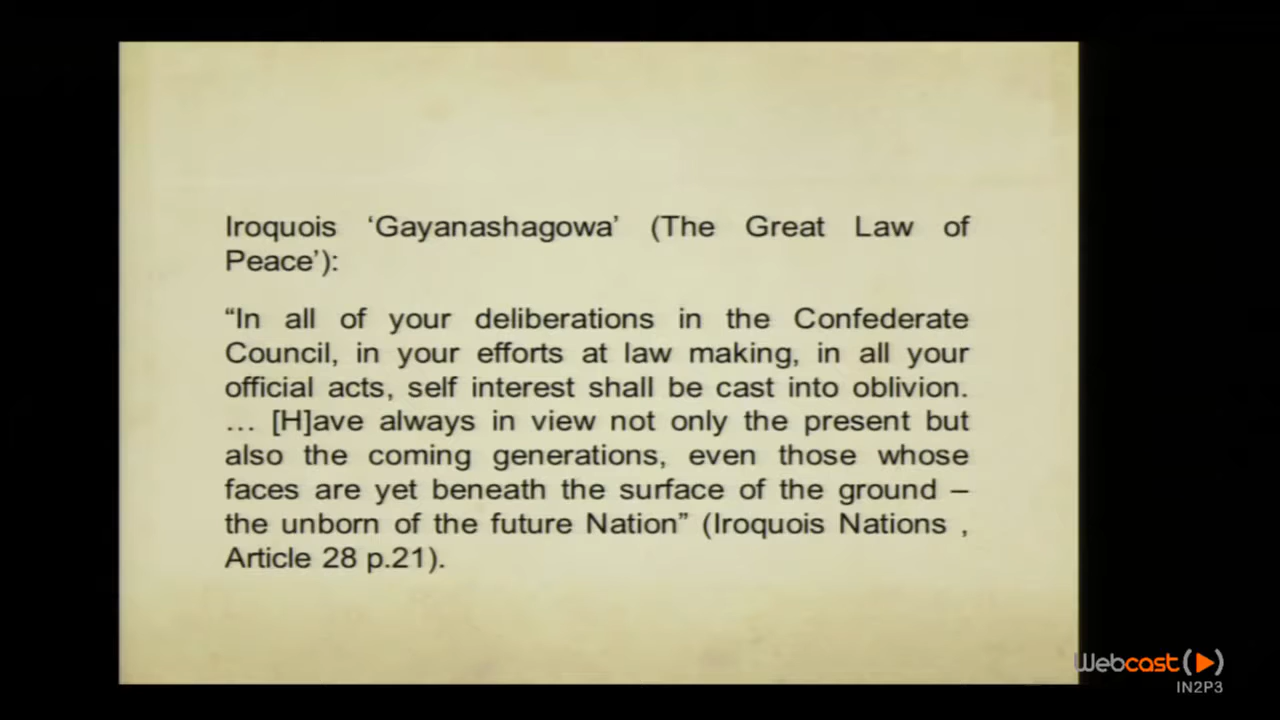 Iroquois ‘Gayanashagowa’ (The Great Law of
Peace’):
“In all of your deliberations in the Confederate
Council, in your efforts at law making, in all your
official acts, self interest shall be cast into oblivion.
… [H]ave always in view not only the present but
also the coming generations, even those whose
faces are yet beneath the surface of the ground –
the unborn of the future Nation” (Iroquois Nations ,
Article 28 p.21).
Webcast
IN2P3